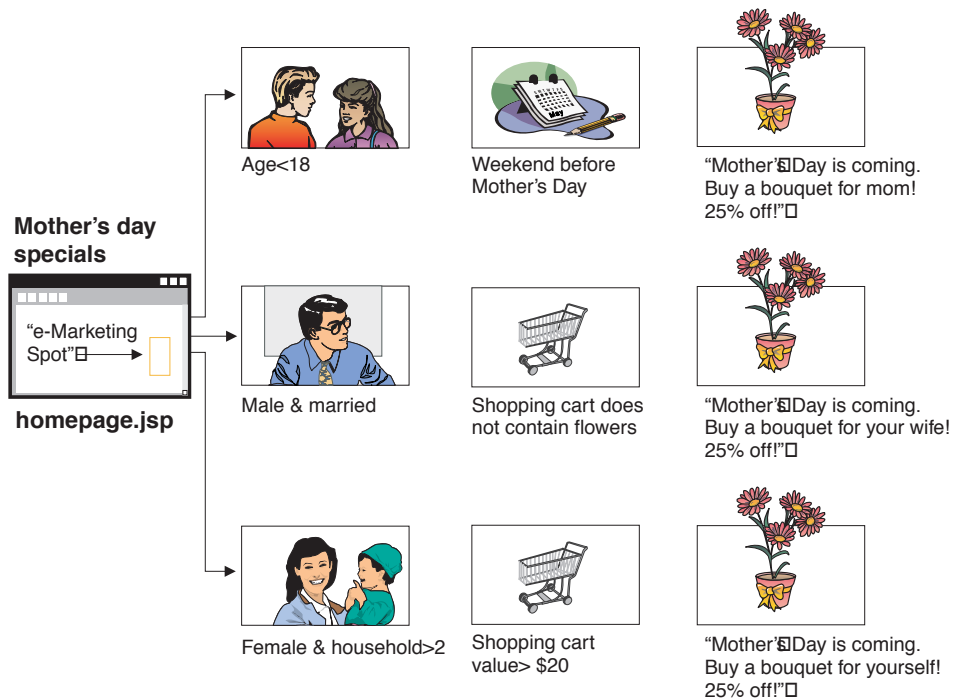 Mother's day
specials
"e-Marketing
Spot"□
homepage.jsp
May
Age<18
Weekend before
Mother's Day
"Mother's□Day is coming.
Buy a bouquet for mom!
25% off!"□
Male & married
Shopping cart does
not contain flowers
"Mother's□Day is coming.
Buy a bouquet for your wife!
25% off!"□
Female & household>2
Shopping cart
value> $20
"Mother's□Day is coming.
Buy a bouquet for yourself!
25% off!"□